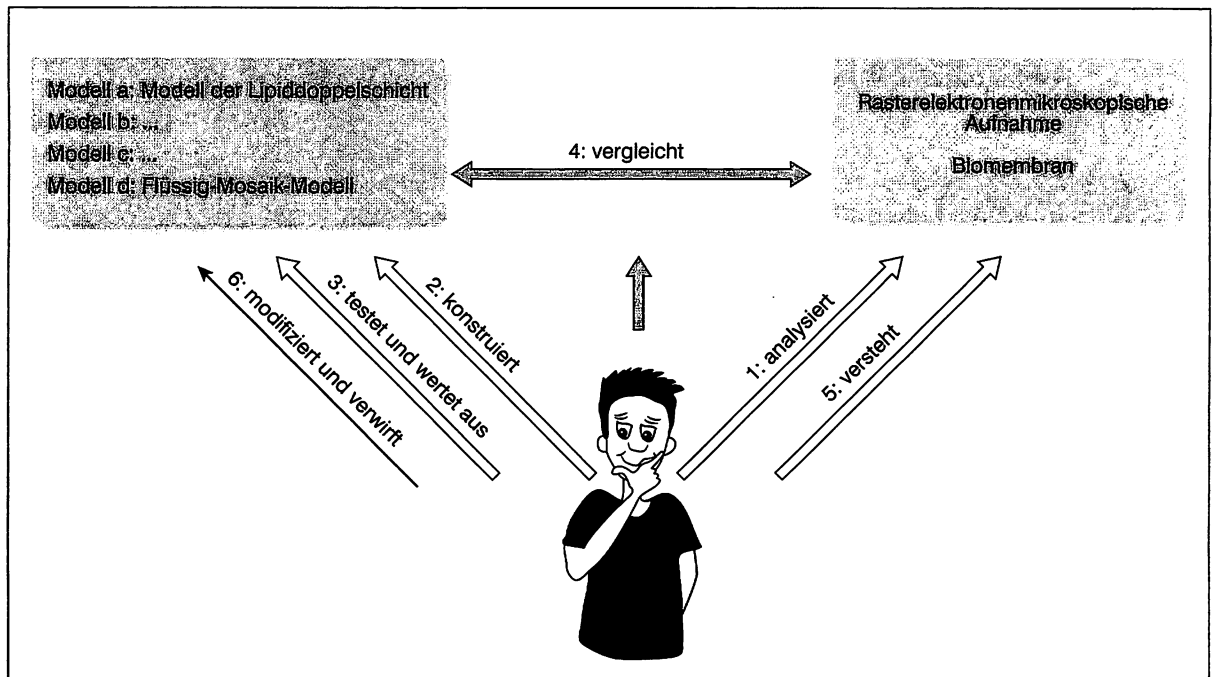 Modell a: Modell der Lipiddoppelschicht
Modell b: ...
Modell c: ...
Modell d: Flüssig-Mosaik-Modell
Rasterelektronenmikroskopische
Aufnahme
Biomembran
4: vergleicht
6: modifiziert und verwirft
3: testet und wertet aus
2: konstruiert
1: analysiert
5: versteht